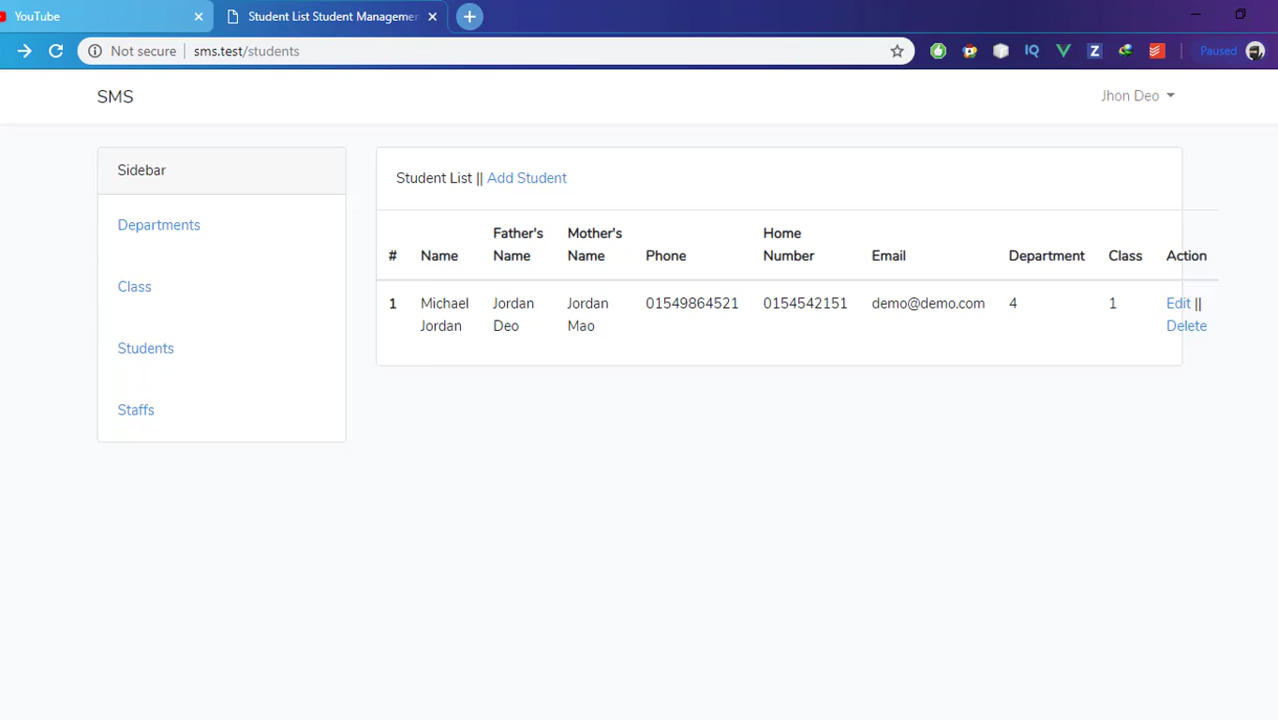 YouTube
Student List Student Managemen
Not secure sms.test/students
IQ
Z
Paused
SMS
Jhon Deo
Sidebar
Departments
Class
Students
Staffs
Student List || Add Student
# Name Father's Name Mother's Name Phone Home Number Email Department Class Action
1 Michael Jordan Jordan Deo Jordan Mao 01549864521 0154542151 demo@demo.com 4 1 Edit || Delete